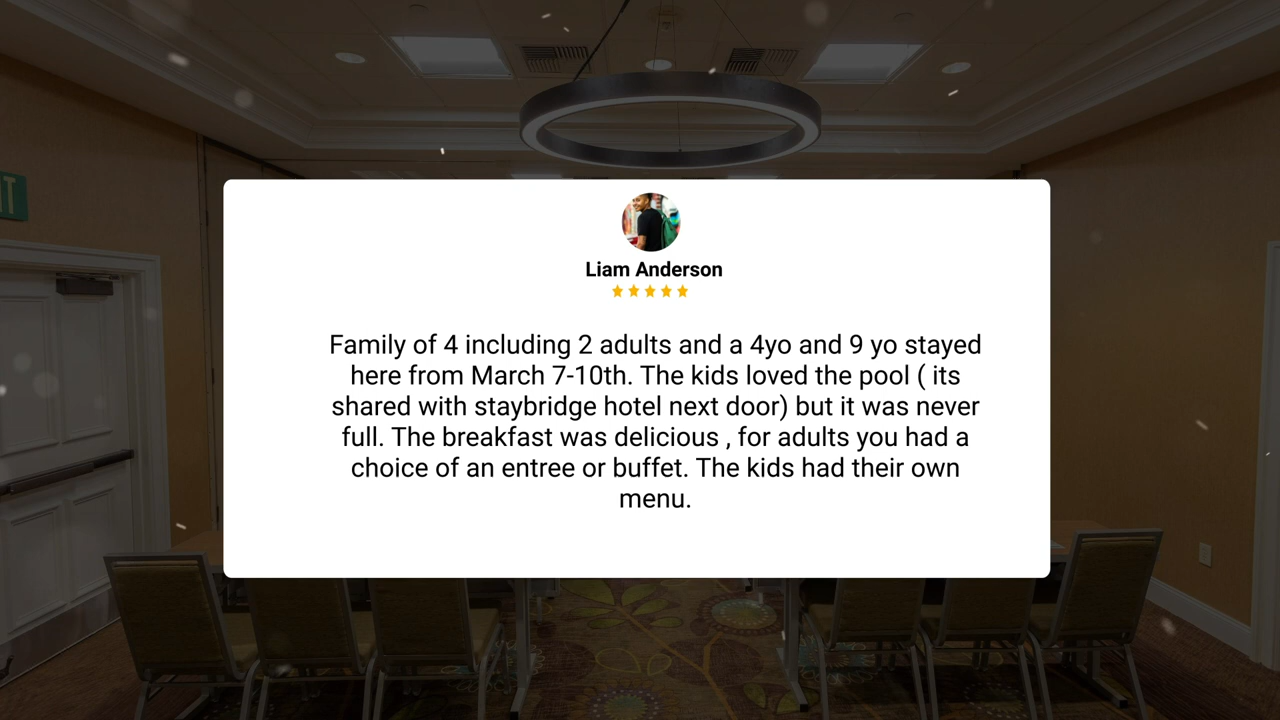 T
Liam Anderson
Family of 4 including 2 adults and a 4yo and 9 yo stayed
here from March 7-10th. The kids loved the pool ( its
shared with staybridge hotel next door) but it was never
full. The breakfast was delicious , for adults you had a
choice of an entree or buffet. The kids had their own
menu.